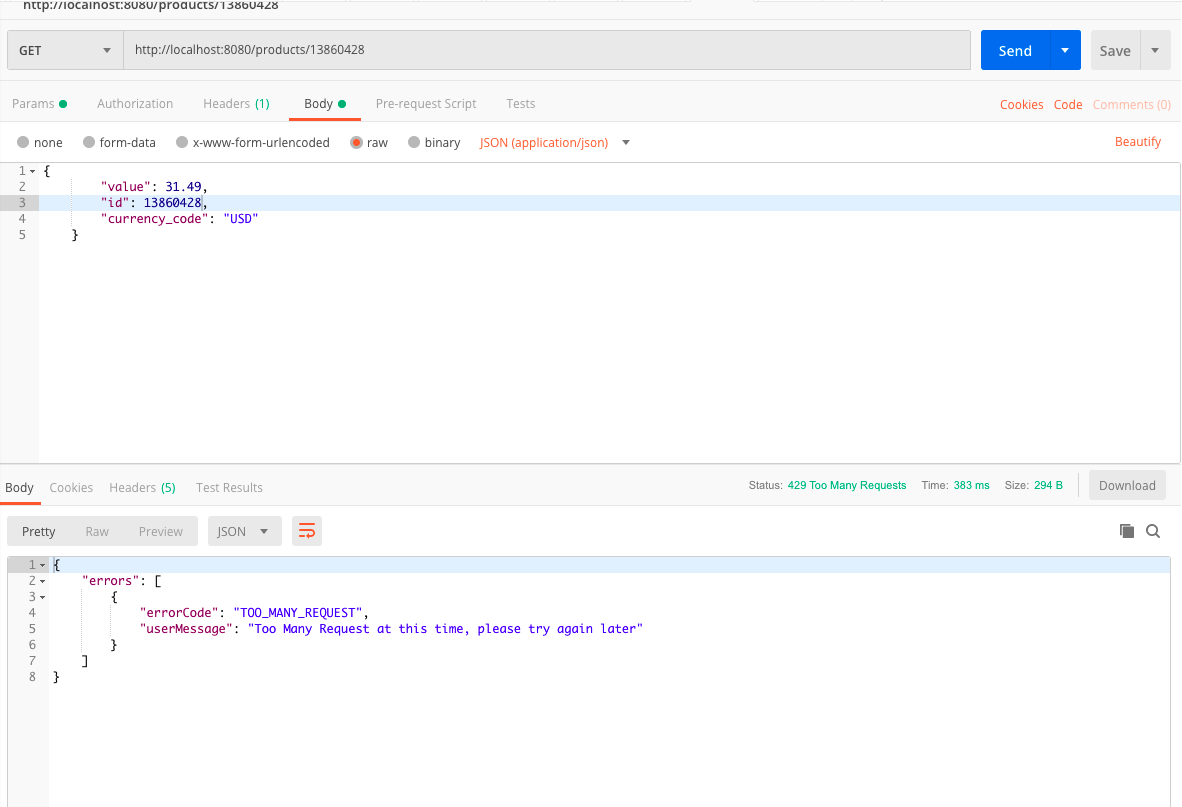 http://localhost:8080/products/13860428
GET http://localhost:8080/products/13860428 Send Save
Params Authorization Headers (1) Body Pre-request Script Tests Cookies Code Comments (0)
none form-data x-www-form-urlencoded raw binary JSON (application/json) Beautify
1 {
2 "value": 31.49,
3 "id": 13860428,
4 "currency_code": "USD"
5 }
Body Cookies Headers (5) Test Results Status: 429 Too Many Requests Time: 383 ms Size: 294 B Download
Pretty Raw Preview JSON
1 {
2 "errors": [
3 {
4 "errorCode": "TOO_MANY_REQUEST",
5 "userMessage": "Too Many Request at this time, please try again later"
6 }
7 ]
8 }